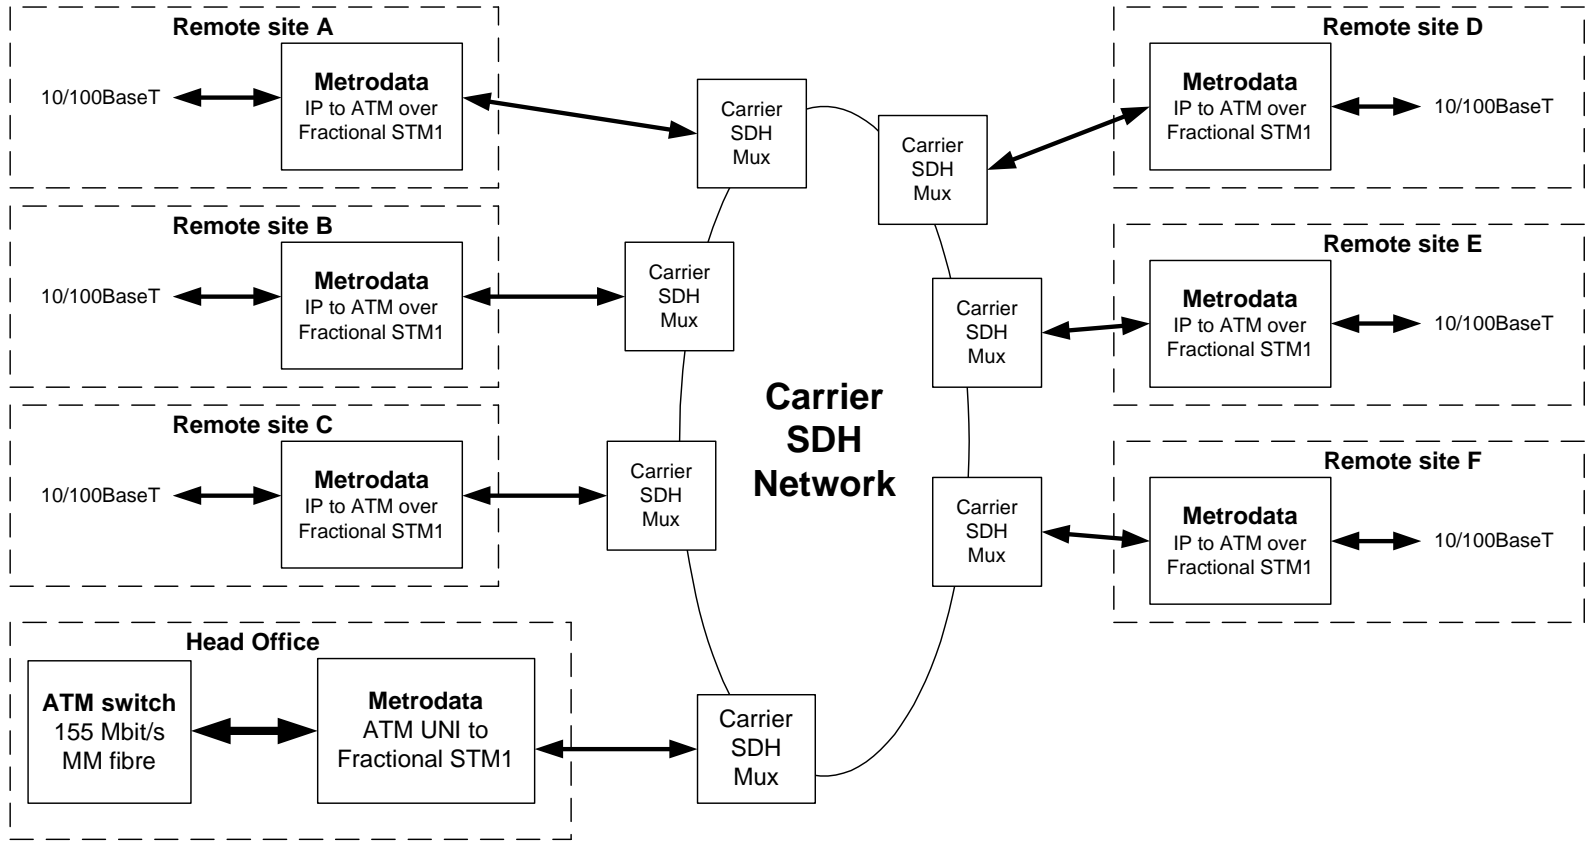 Remote site A
10/100BaseT
Metrodata
IP to ATM over
Fractional STM1
Remote site B
10/100BaseT
Metrodata
IP to ATM over
Fractional STM1
Remote site C
10/100BaseT
Metrodata
IP to ATM over
Fractional STM1
Head Office
ATM switch
155 Mbit/s
MM fibre
Metrodata
ATM UNI to
Fractional STM1
Carrier
SDH
Mux
Carrier
SDH
Mux
Carrier
SDH
Mux
Carrier
SDH
Mux
Carrier
SDH
Network
Carrier
SDH
Mux
Carrier
SDH
Mux
Carrier
SDH
Mux
Remote site D
Metrodata
IP to ATM over
Fractional STM1
10/100BaseT
Remote site E
Metrodata
IP to ATM over
Fractional STM1
10/100BaseT
Remote site F
Metrodata
IP to ATM over
Fractional STM1
10/100BaseT